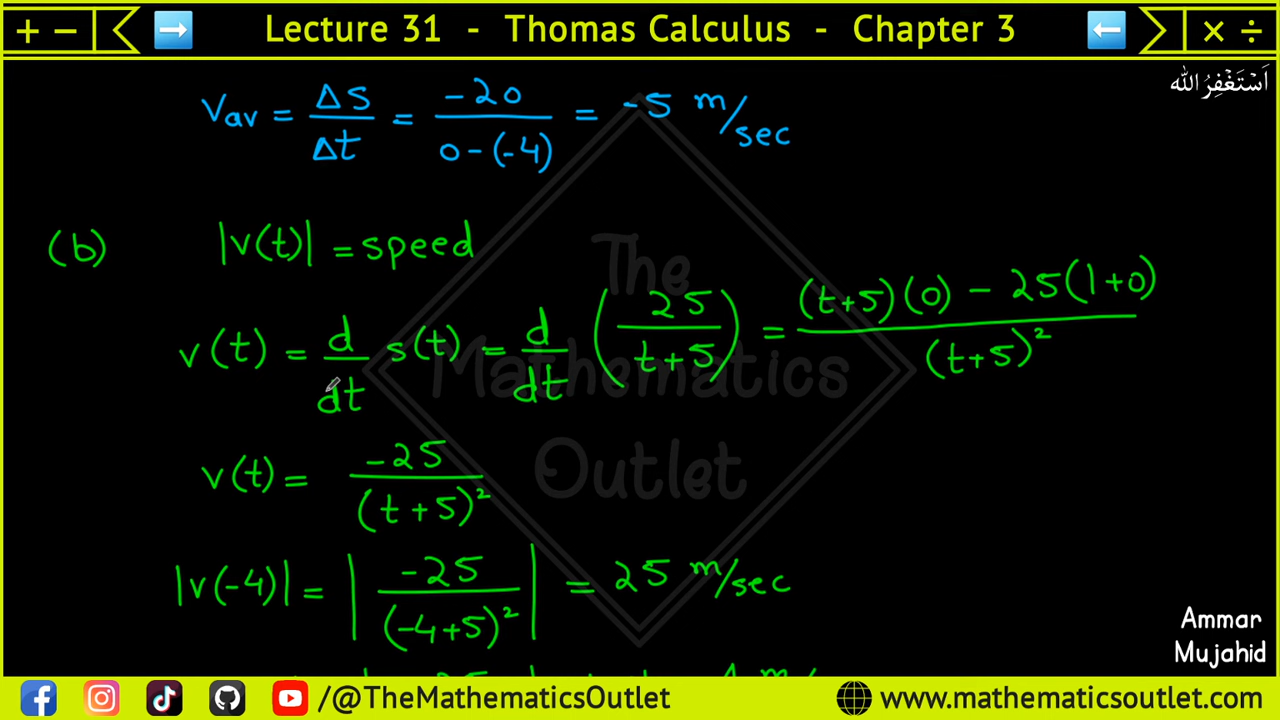 + − ➡ Lecture 31 - Thomas Calculus - Chapter 3 ⬅ × ÷
اَسْتَغْفِرُ اللّٰه
Vav = Δs/Δt = -20/(0-(-4)) = -5 m/sec
(b) |v(t)| = speed
v(t) = d/dt s(t) = d/dt (25/(t+5)) = ((t+5)(0) - 25(1+0))/(t+5)²
v(t) = -25/(t+5)²
|v(-4)| = |-25/(-4+5)²| = 25 m/sec
The
Mathematics
Outlet
Ammar
Mujahid
/@TheMathematicsOutlet www.mathematicsoutlet.com